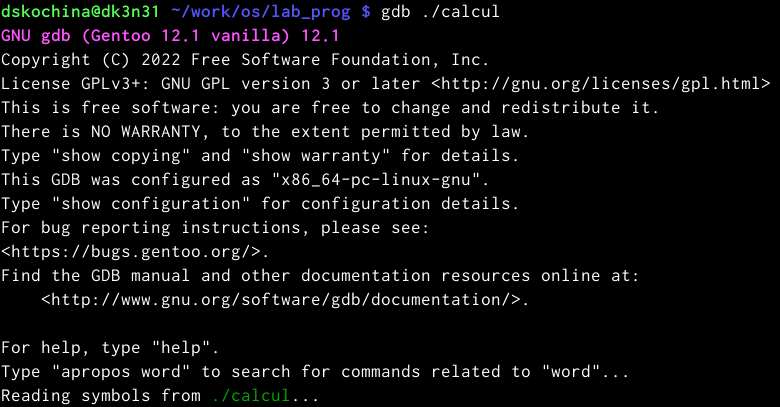 dskochina@dk3n31 ~/work/os/lab_prog $ gdb ./calcul
GNU gdb (Gentoo 12.1 vanilla) 12.1
Copyright (C) 2022 Free Software Foundation, Inc.
License GPLv3+: GNU GPL version 3 or later <http://gnu.org/licenses/gpl.html>
This is free software: you are free to change and redistribute it.
There is NO WARRANTY, to the extent permitted by law.
Type "show copying" and "show warranty" for details.
This GDB was configured as "x86_64-pc-linux-gnu".
Type "show configuration" for configuration details.
For bug reporting instructions, please see:
<https://bugs.gentoo.org/>.
Find the GDB manual and other documentation resources online at:
    <http://www.gnu.org/software/gdb/documentation/>.

For help, type "help".
Type "apropos word" to search for commands related to "word"...
Reading symbols from ./calcul...